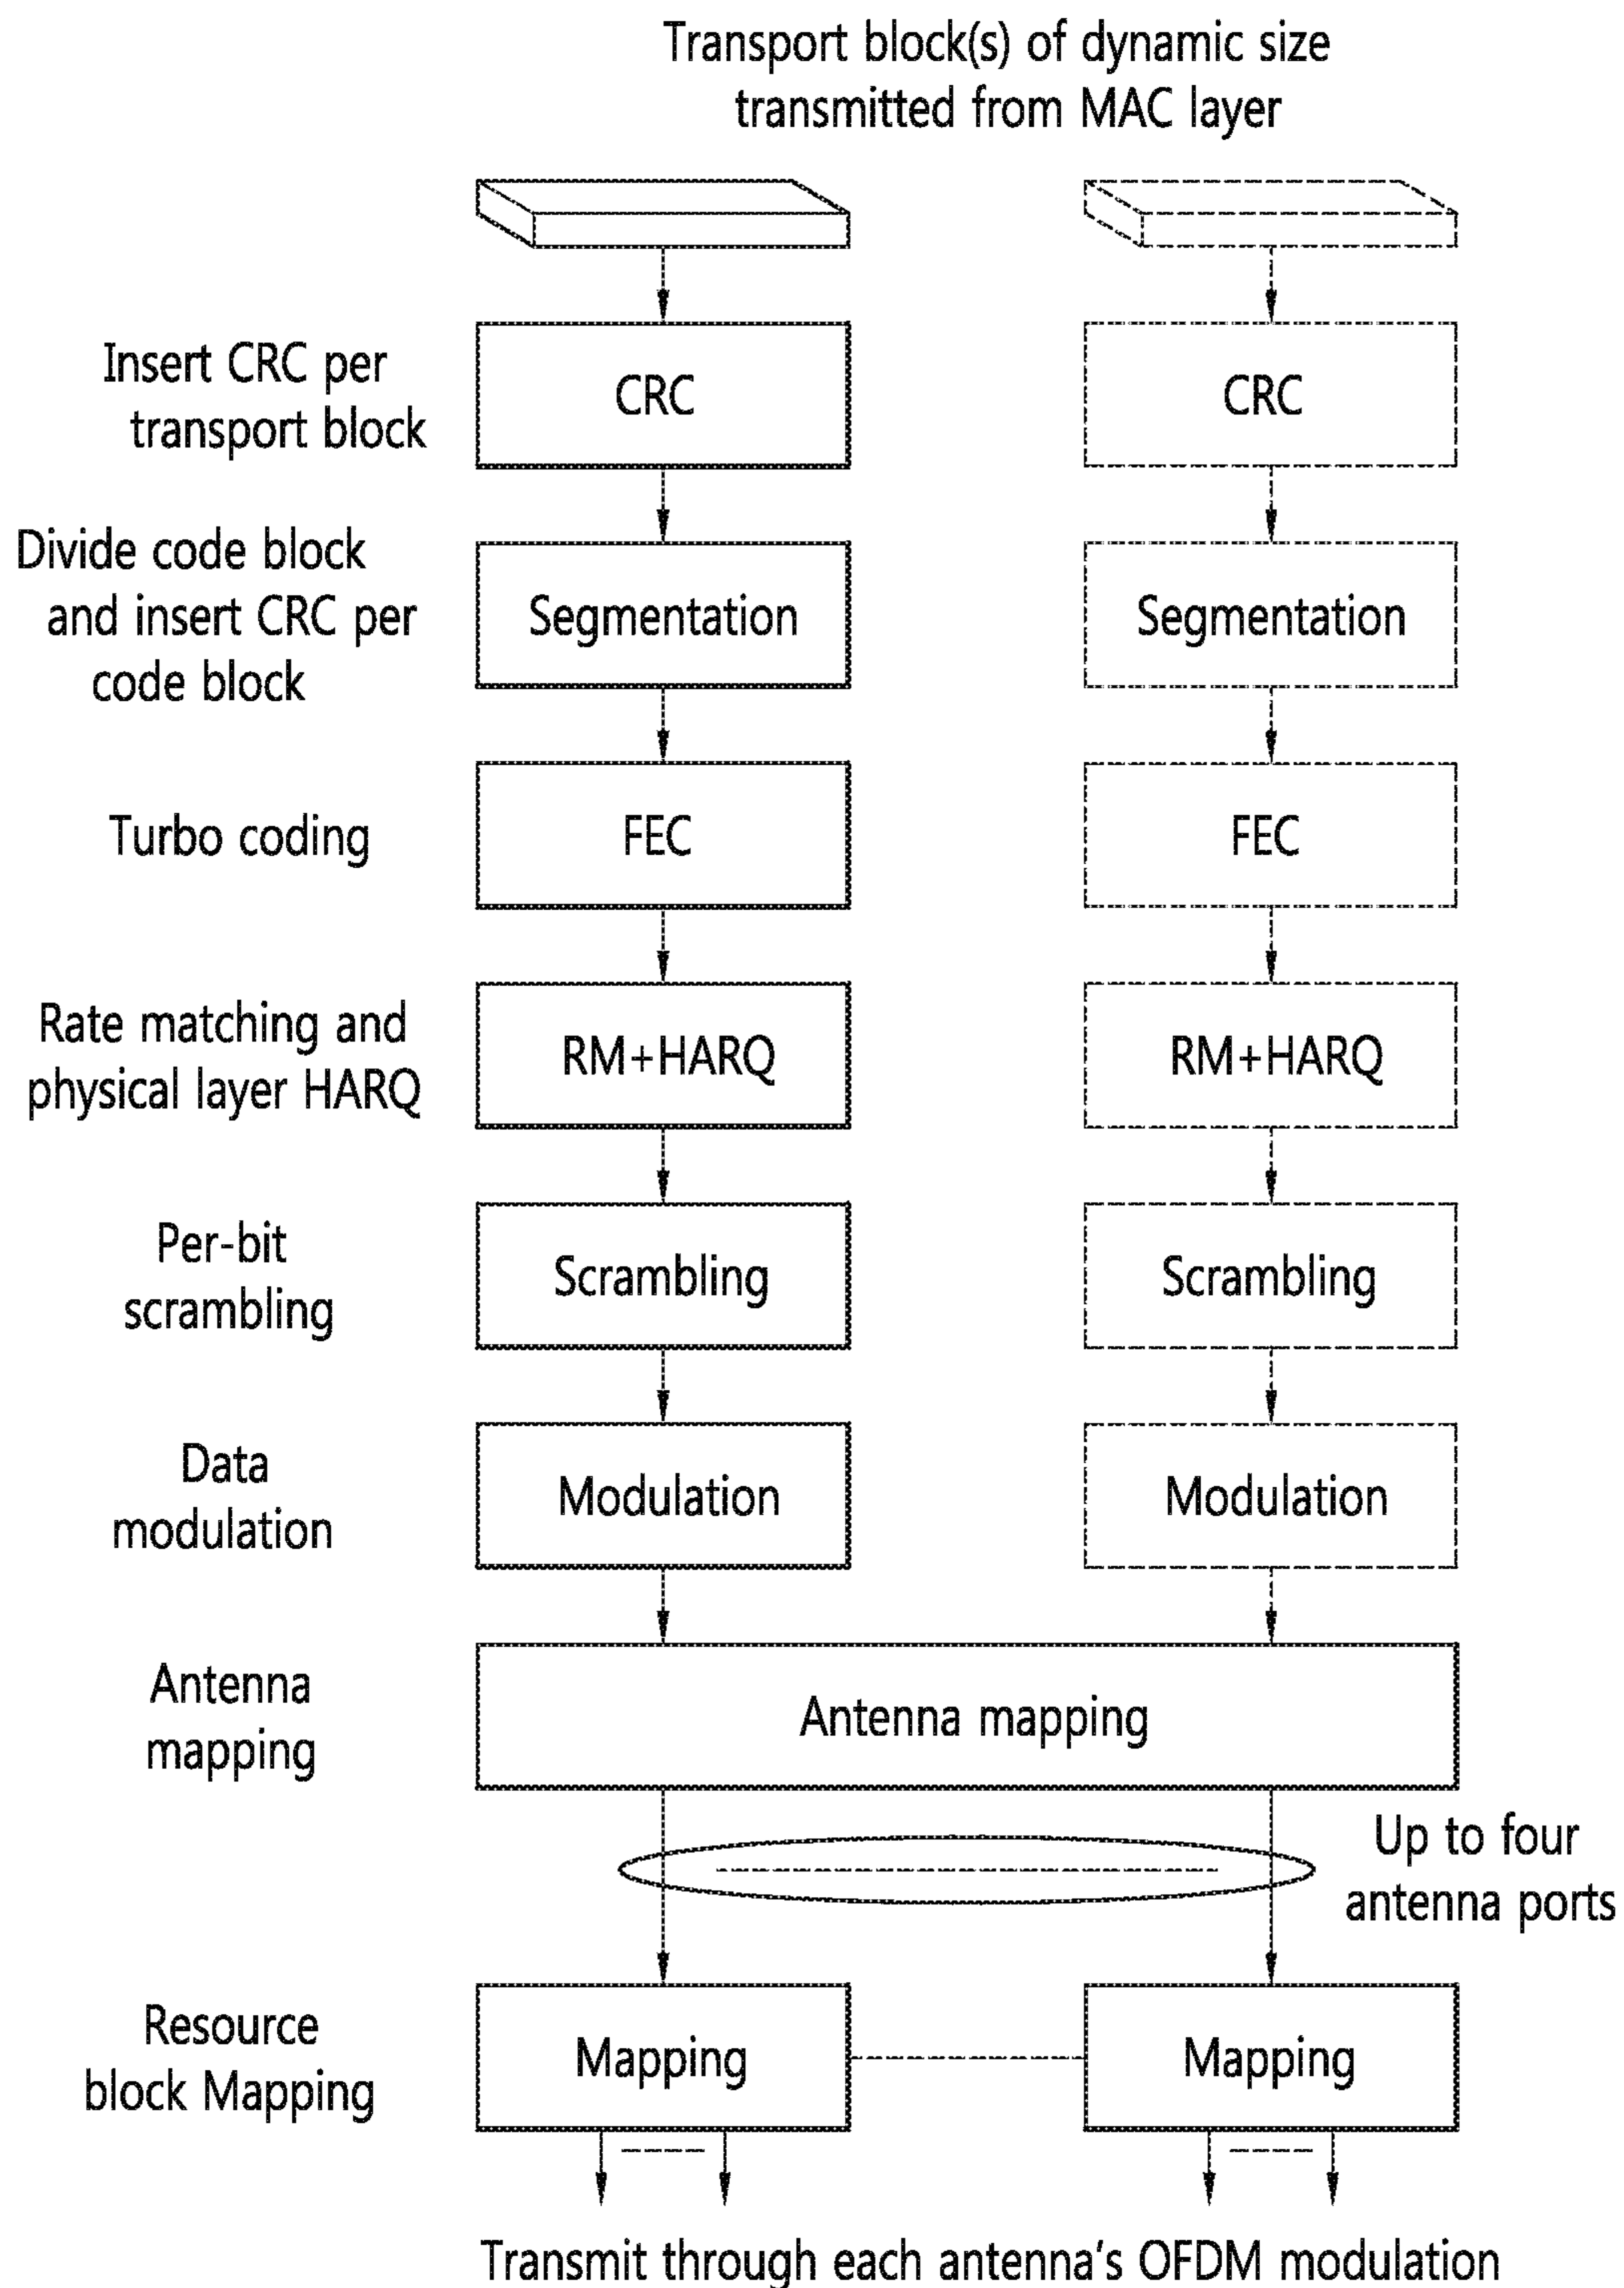 Transport block(s) of dynamic size
transmitted from MAC layer
Insert CRC per
transport block
CRC
CRC
Divide code block
and insert CRC per
code block
Segmentation
Segmentation
Turbo coding
FEC
FEC
Rate matching and
physical layer HARQ
RM+HARQ
RM+HARQ
Per-bit
scrambling
Scrambling
Scrambling
Data
modulation
Modulation
Modulation
Antenna
mapping
Antenna mapping
Up to four
antenna ports
Resource
block Mapping
Mapping
Mapping
Transmit through each antenna's OFDM modulation